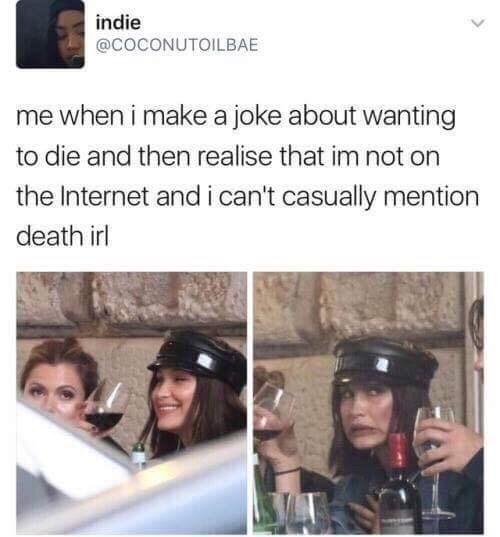 indie
@COCONUTOILBAE
me when i make a joke about wanting
to die and then realise that im not on
the Internet and i can't casually mention
death irl